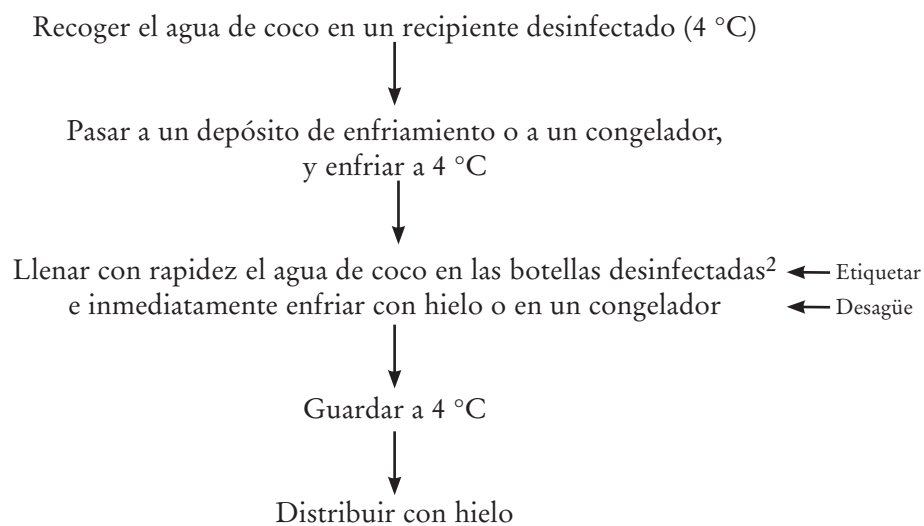 Recoger el agua de coco en un recipiente desinfectado (4 °C)
Pasar a un depósito de enfriamiento o a un congelador,
y enfriar a 4 °C
Llenar con rapidez el agua de coco en las botellas desinfectadas²
Etiquetar
e inmediatamente enfriar con hielo o en un congelador
Desagüe
Guardar a 4 °C
Distribuir con hielo